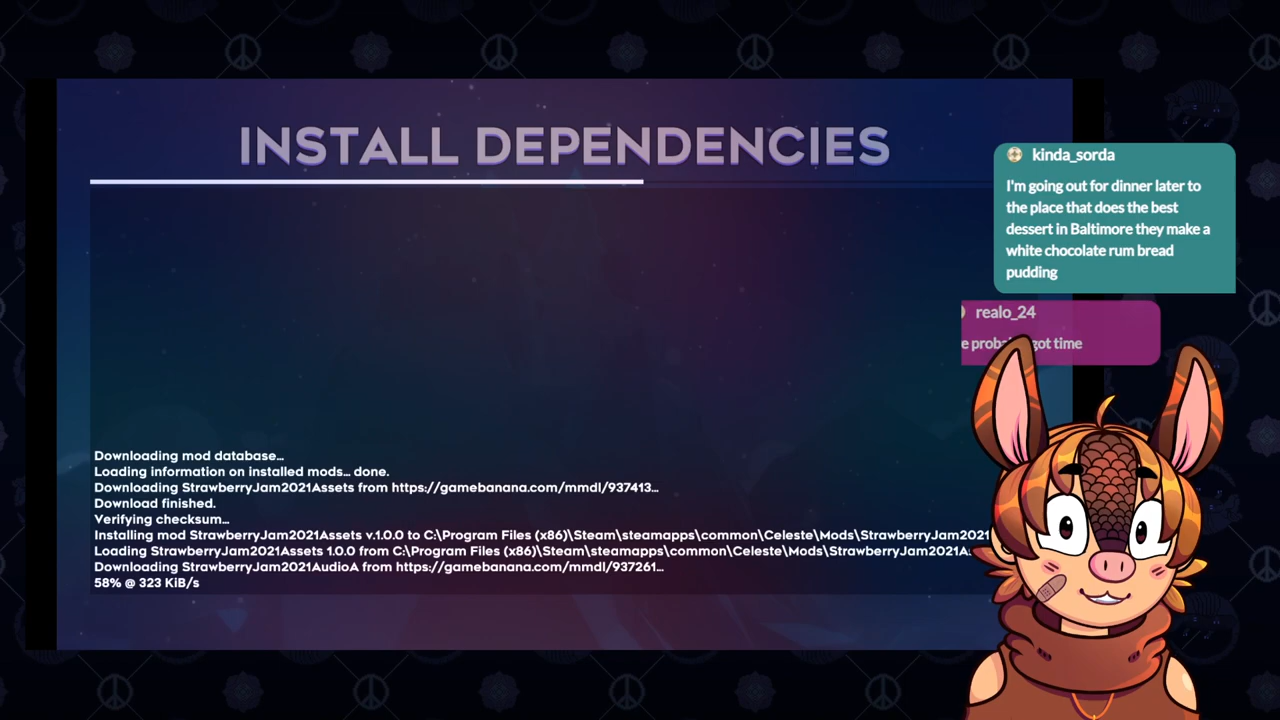 INSTALL DEPENDENCIES
kinda_sorda
I'm going out for dinner later to
the place that does the best
dessert in Baltimore they make a
white chocolate rum bread
pudding
realo_24
got time
Downloading mod database...
Loading information on installed mods... done.
Downloading StrawberryJam2021Assets from https://gamebanana.com/mmdl/937413...
Download finished.
Verifying checksum...
Installing mod StrawberryJam2021Assets v.1.0.0 to C:\Program Files (x86)\Steam\steamapps\common\Celeste\Mods\StrawberryJam2021
Loading StrawberryJam2021Assets 1.0.0 from C:\Program Files (x86)\Steam\steamapps\common\Celeste\Mods\StrawberryJam2021A
Downloading StrawberryJam2021AudioA from https://gamebanana.com/mmdl/937261...
58% @ 323 KiB/s